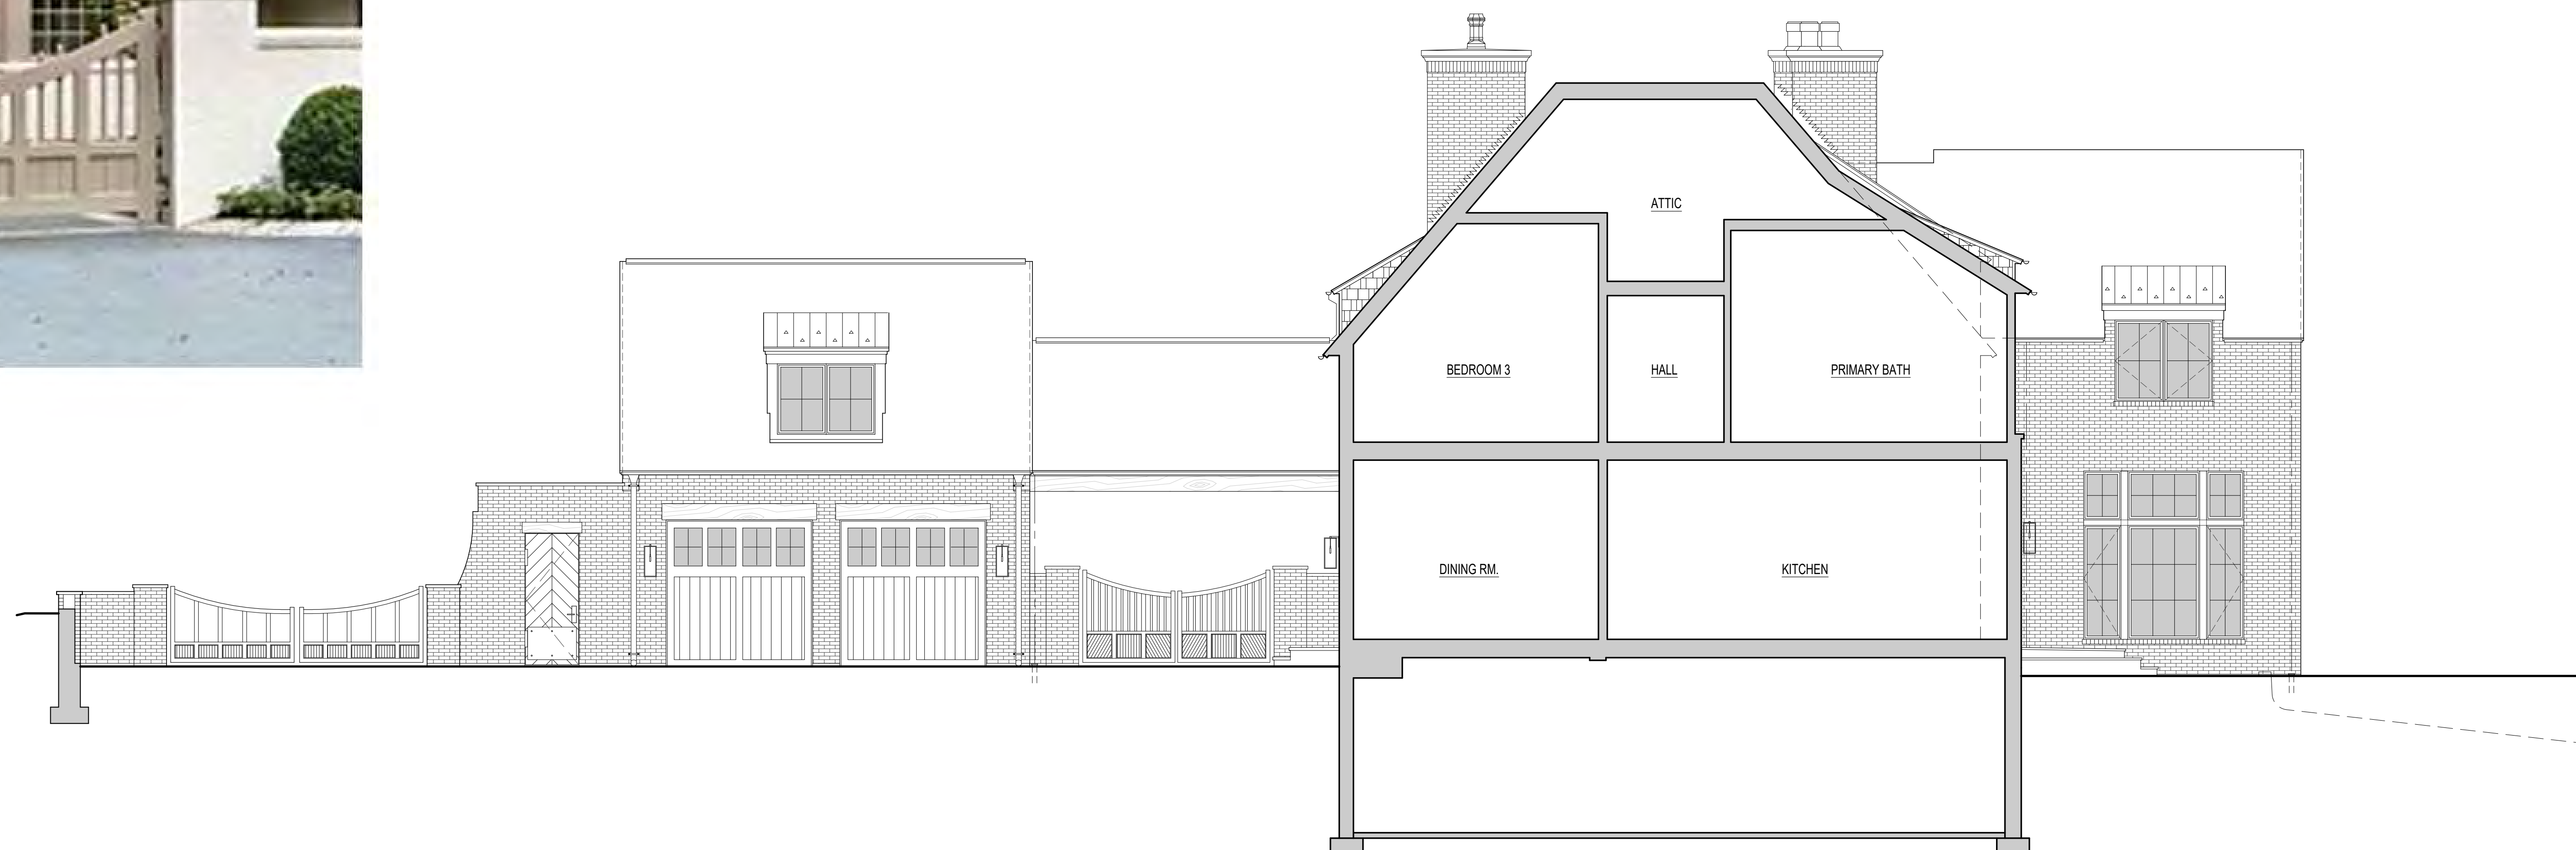 ATTIC
BEDROOM 3
HALL
PRIMARY BATH
DINING RM.
KITCHEN